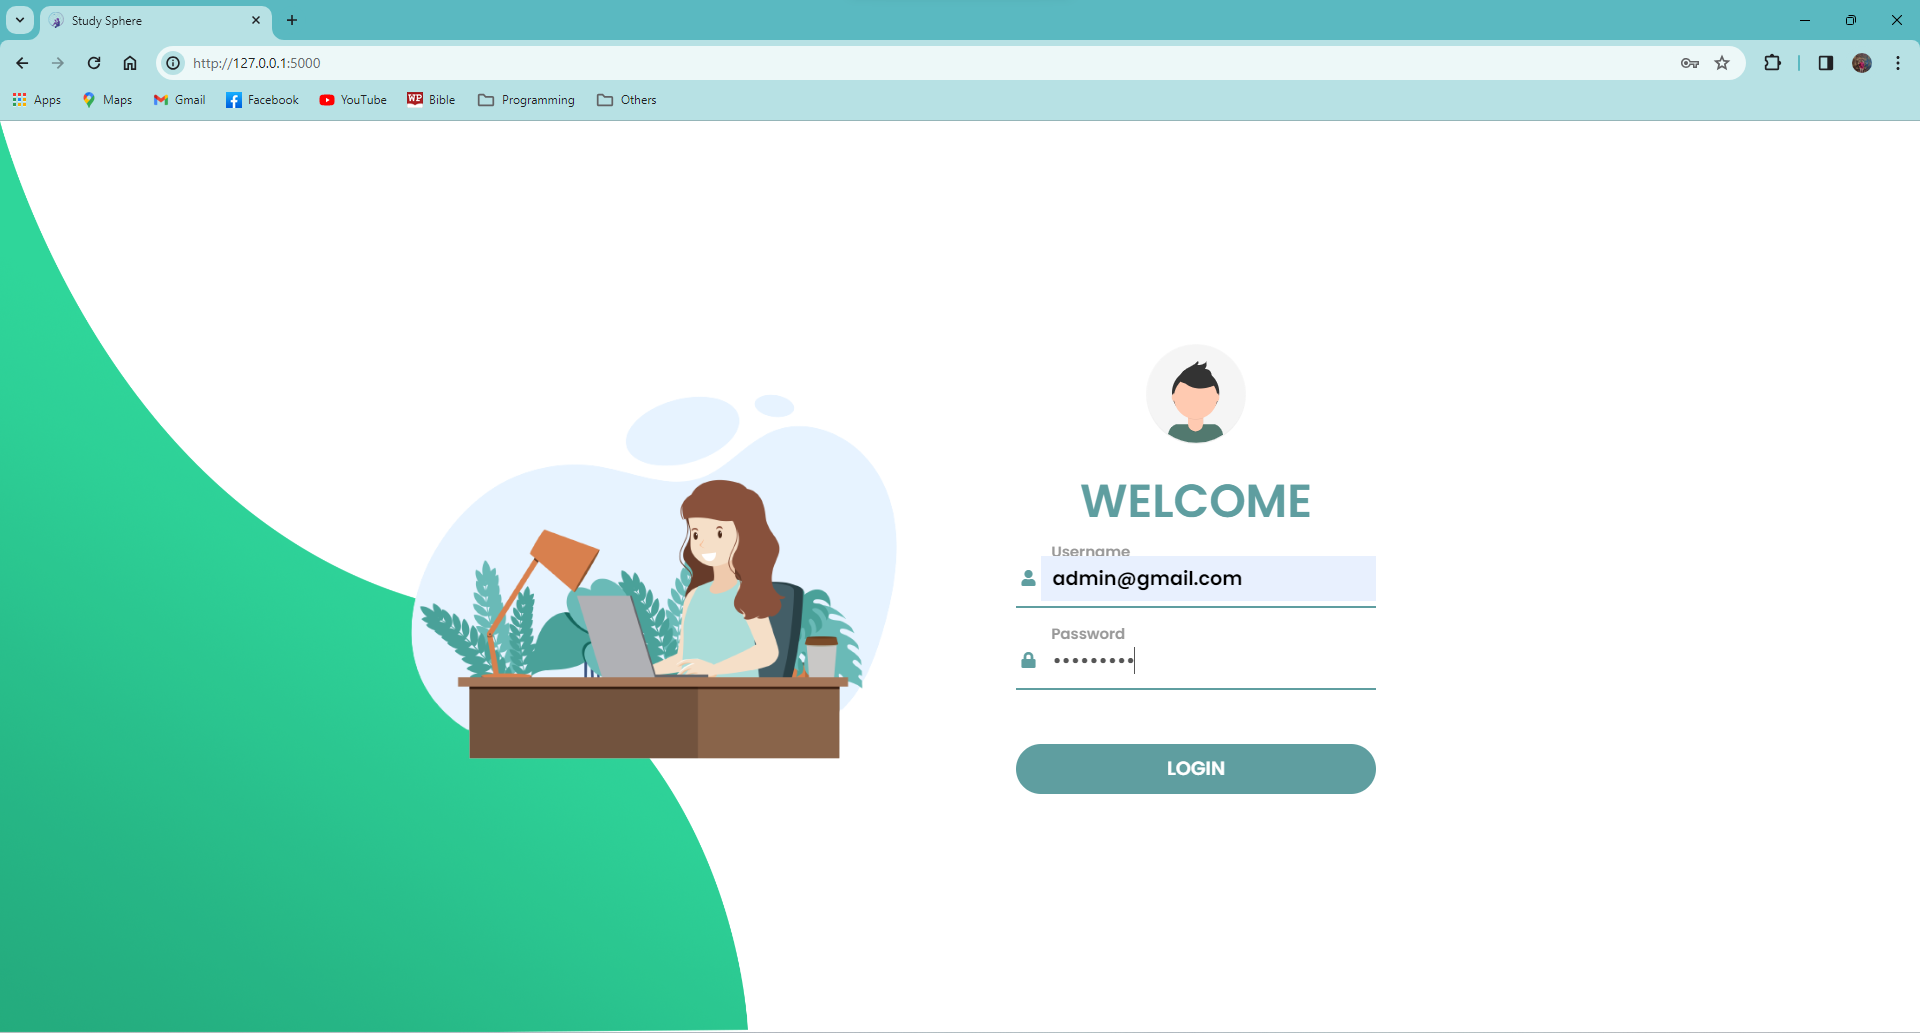 Study Sphere
http://127.0.0.1:5000
Apps Maps Gmail Facebook YouTube WP Bible Programming Others
WELCOME
Username
admin@gmail.com
Password
•••••••••
LOGIN